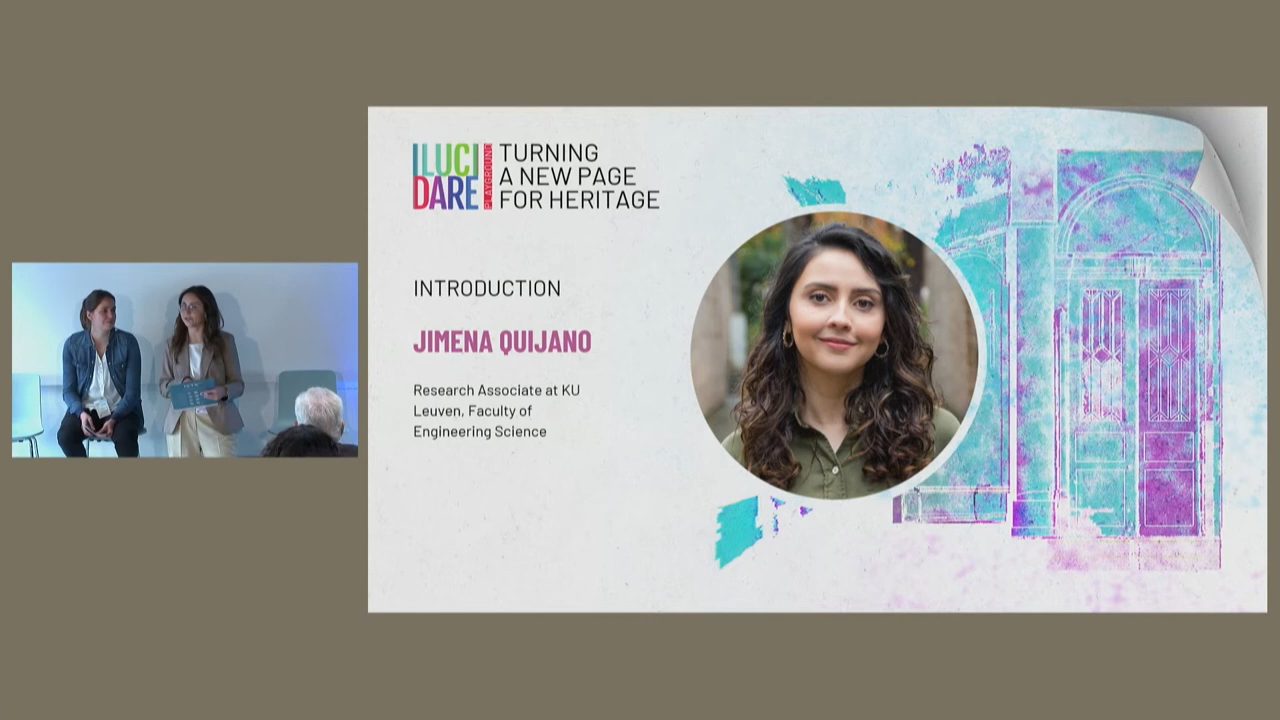 ILUCI
DARE
PLAYGROUND
TURNING
A NEW PAGE
FOR HERITAGE
INTRODUCTION
JIMENA QUIJANO
Research Associate at KU
Leuven, Faculty of
Engineering Science